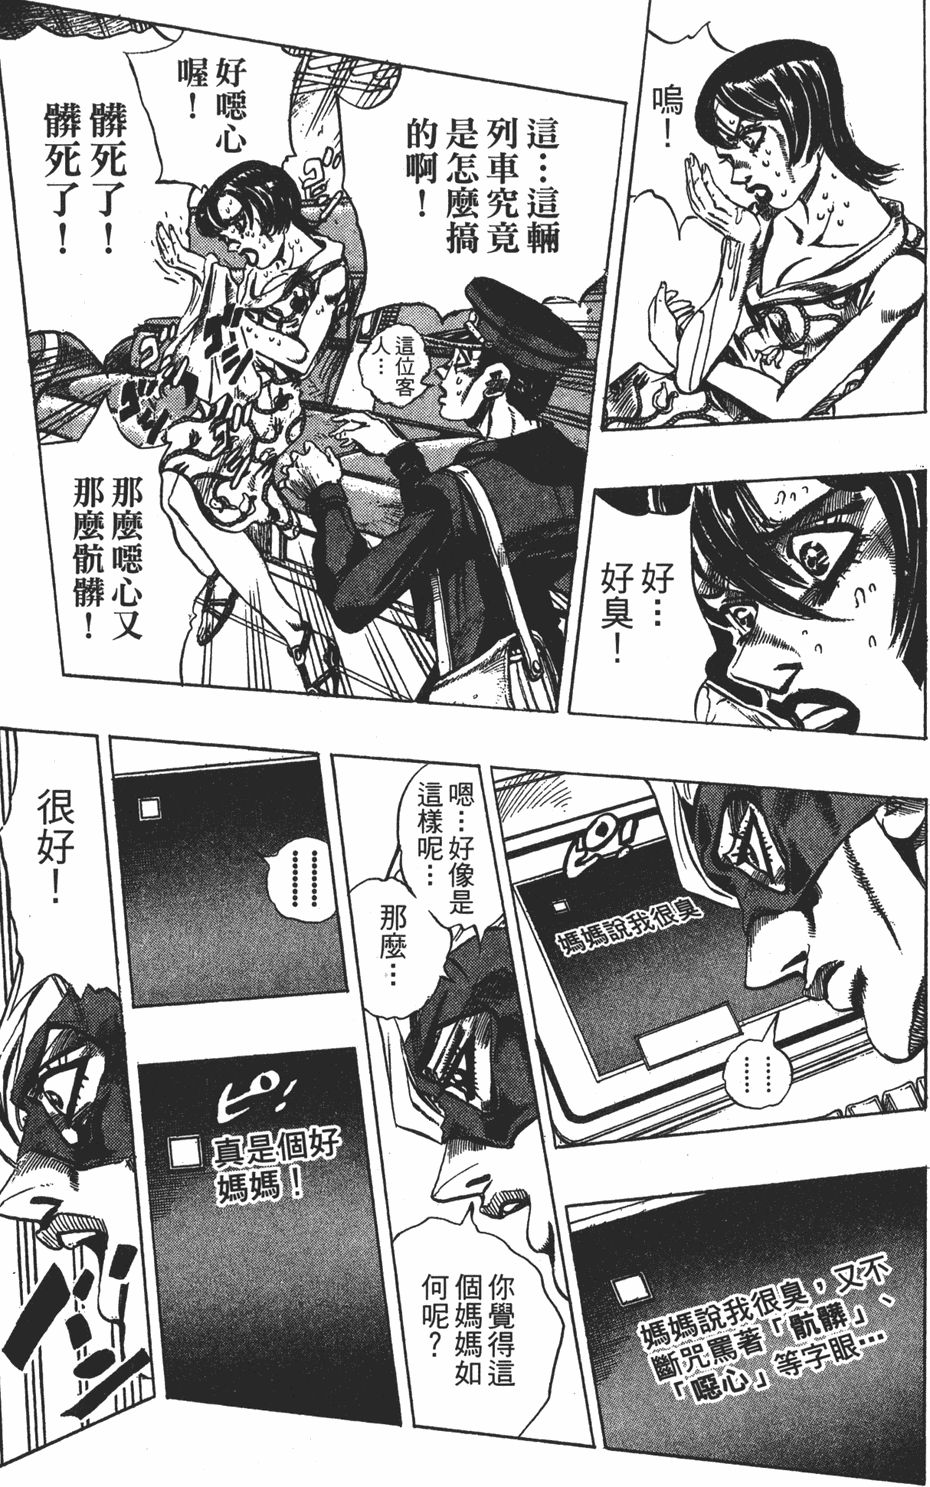 嗚！
好…
好臭！
這…這輛
列車究竟
是怎麼搞
的啊！
這位客
人…
好噁心
喔！
髒死了！
髒死了！
那麼噁心又
那麼骯髒！
媽媽說我很臭
ピ！
……
媽媽說我很臭，又不
斷咒罵著「骯髒」、
「噁心」等字眼…
嗯…好像是
這樣呢…
那麼…
你覺得這
個媽媽如
何呢？
………
ピ！
真是個好
媽媽！
很好！
バン